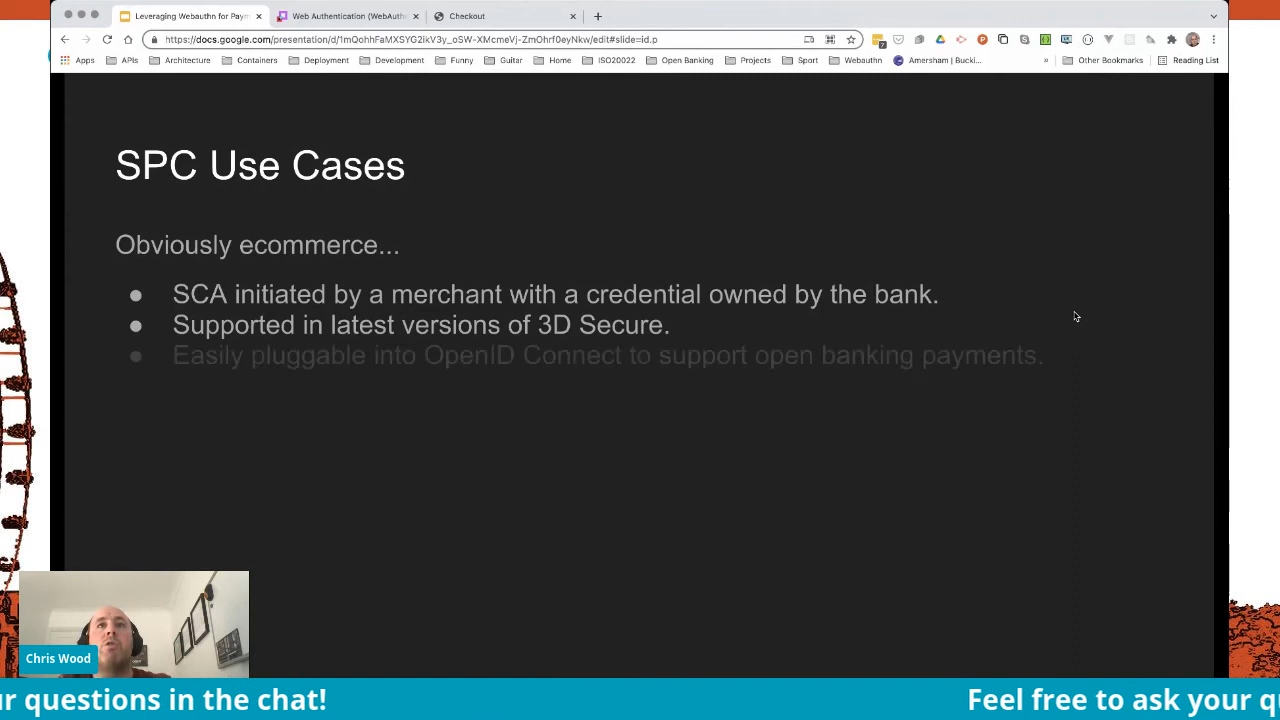 Leveraging Webauthn for Paym
Web Authentication (WebAuthn
Checkout
https://docs.google.com/presentation/d/1mQohhFaMXSYG2ikV3y_oSW-XMcmeVj-ZmOhrf0eyNkw/edit#slide=id.p
Apps
APIs
Architecture
Containers
Deployment
Development
Funny
Guitar
Home
ISO20022
Open Banking
Projects
Sport
Webauthn
Amersham | Bucki...
»
Other Bookmarks
Reading List
SPC Use Cases
Obviously ecommerce...
● SCA initiated by a merchant with a credential owned by the bank.
● Supported in latest versions of 3D Secure.
● Easily pluggable into OpenID Connect to support open banking payments.
Chris Wood
r questions in the chat!
Feel free to ask your q